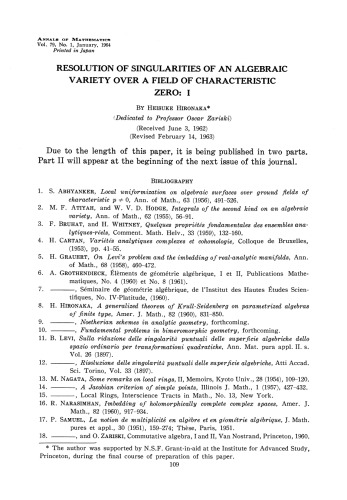 ANNALS OF MATHEMATICS
Vol. 79, No. 1, January, 1964
Printed in Japan
RESOLUTION OF SINGULARITIES OF AN ALGEBRAIC
VARIETY OVER A FIELD OF CHARACTERISTIC
ZERO: I
BY HEISUKE HIRONAKA*
(Dedicated to Professor Oscar Zariski)
(Received June 3, 1962)
(Revised February 14, 1963)
Due to the length of this paper, it is being published in two parts.
Part II will appear at the beginning of the next issue of this journal.
BIBLIOGRAPHY
1. S. ABHYANKER, Local uniformization on algebraic surfaces over ground fields of
characteristic p ≠ 0, Ann. of Math., 63 (1956), 491-526.
2. M. F. ATIYAH, and W. V. D. HODGE, Integrals of the second kind on an algebraic
variety, Ann. of Math., 62 (1955), 56-91.
3. F. BRUHAT, and H. WHITNEY, Quelques propriétés fondamentales des ensembles ana-
lytiques-réels, Comment. Math. Helv., 33 (1959), 132-160.
4. H. CARTAN, Variétés analytiques complexes et cohomologie, Colloque de Bruxelles,
(1953), pp. 41-55.
5. H. GRAUERT, On Levi's problem and the imbedding of real-analytic manifolds, Ann.
of Math., 68 (1958), 460-472.
6. A. GROTHENDIECK, Éléments de géométrie algébrique, I et II, Publications Mathe-
matiques, No. 4 (1960) et No. 8 (1961).
7. ———, Séminaire de géométrie algébrique, de l'Institut des Hautes Études Scien-
tifiques, No. IV-Platitude, (1960).
8. H. HIRONAKA, A generalized theorem of Krull-Seidenberg on parametrized algebras
of finite type, Amer. J. Math., 82 (1960), 831-850.
9. ———, Noetherian schemes in analytic geometry, forthcoming.
10. ———, Fundamental problems in bimeromorphic geometry, forthcoming.
11. B. LEVI, Sulla riduzione delle singolarità puntuali delle superficie algebriche dello
spazio ordinario per transformationi quadratiche, Ann. Mat. pura appl. II s.
Vol. 26 (1897).
12. ———, Risoluzione delle singolarità puntuali delle superficie algebriche, Atti Accad.
Sci. Torino, Vol. 33 (1897).
13. M. NAGATA, Some remarks on local rings, II, Memoirs, Kyoto Univ., 28 (1954), 109-120.
14. ———, A Jacobian criterion of simple points, Illinois J. Math., 1 (1957), 427-432.
15. ———, Local Rings, Interscience Tracts in Math., No. 13, New York.
16. R. NARASIMHAN, Imbedding of holomorphically complete complex spaces, Amer. J.
Math., 82 (1960), 917-934.
17. P. SAMUEL, La notion de multiplicité en algèbre et en géométrie algébrique, J. Math.
pures et appl., 30 (1951), 159-274; Thèse, Paris, 1951.
18. ———, and O. ZARISKI, Commutative algebra, I and II, Van Nostrand, Princeton, 1960.
* The author was supported by N.S.F. Grant-in-aid at the Institute for Advanced Study,
Princeton, during the final course of preparation of this paper.
109